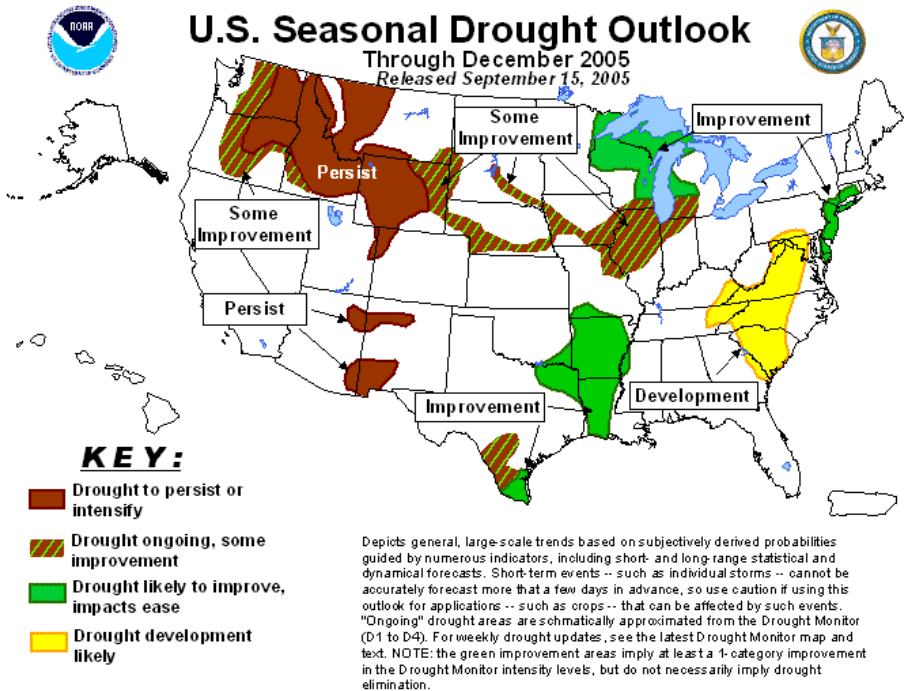 NOAA
U.S. Seasonal Drought Outlook
Through December 2005
Released September 15, 2005
Some
Improvement
Improvement
Persist
Some
Improvement
Persist
Improvement
Development
KEY:
Drought to persist or
intensify
Drought ongoing, some
improvement
Drought likely to improve,
impacts ease
Drought development
likely
Depicts general, large-scale trends based on subjectively derived probabilities
guided by numerous indicators, including short- and long-range statistical and
dynamical forecasts. Short-term events -- such as individual storms -- cannot be
accurately forecast more that a few days in advance, so use caution if using this
outlook for applications -- such as crops -- that can be affected by such events.
"Ongoing" drought areas are schmatically approximated from the Drought Monitor
(D1 to D4). For weekly drought updates, see the latest Drought Monitor map and
text. NOTE: the green improvement areas imply at least a 1-category improvement
in the Drought Monitor intensity levels, but do not necessarily imply drought
elimination.